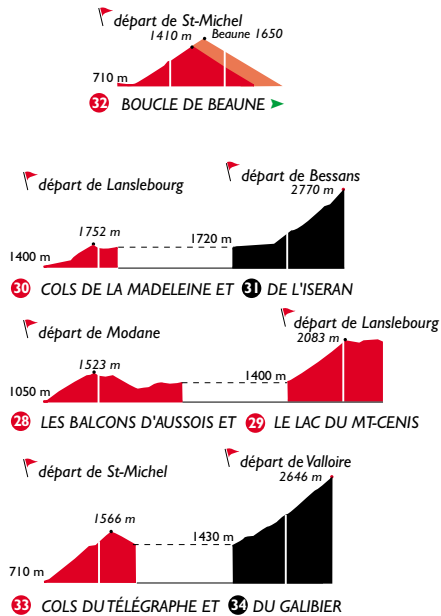 départ de St-Michel
1410 m Beaune 1650
710 m
32 BOUCLE DE BEAUNE
départ de Lanslebourg
départ de Bessans
2770 m
1752 m
1720 m
1400 m
30 COLS DE LA MADELEINE ET 31 DE L'ISERAN
départ de Modane
départ de Lanslebourg
2083 m
1523 m
1400 m
1050 m
28 LES BALCONS D'AUSSOIS ET 29 LE LAC DU MT-CENIS
départ de St-Michel
départ de Valloire
2646 m
1566 m
1430 m
710 m
33 COLS DU TÉLÉGRAPHE ET 34 DU GALIBIER